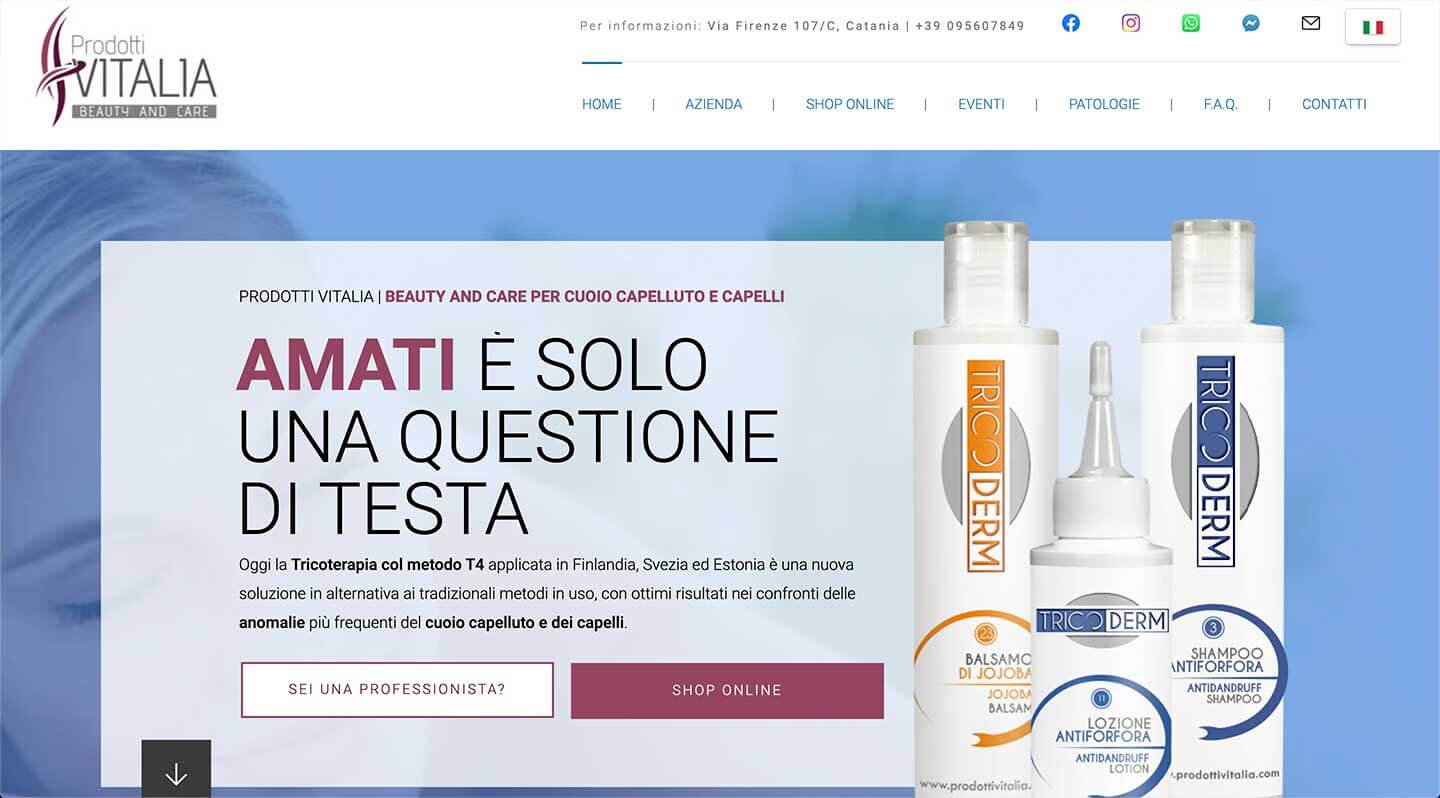 Prodotti
VITALIA
BEAUTY AND CARE
Per informazioni: Via Firenze 107/C, Catania | +39 095607849
HOME | AZIENDA | SHOP ONLINE | EVENTI | PATOLOGIE | F.A.Q. | CONTATTI
PRODOTTI VITALIA | BEAUTY AND CARE PER CUOIO CAPELLUTO E CAPELLI
AMATI È SOLO
UNA QUESTIONE
DI TESTA
Oggi la Tricoterapia col metodo T4 applicata in Finlandia, Svezia ed Estonia è una nuova
soluzione in alternativa ai tradizionali metodi in uso, con ottimi risultati nei confronti delle
anomalie più frequenti del cuoio capelluto e dei capelli.
SEI UNA PROFESSIONISTA?
SHOP ONLINE
TRICODERM
23
BALSAMO
DI JOJOBA
JOJOBA
BALSAM
www.prodottivitalia.
TRICODERM
11
LOZIONE
ANTIFORFORA
ANTIDANDRUFF
LOTION
TRICODERM
3
SHAMPOO
ANTIFORFORA
ANTIDANDRUFF
SHAMPOO
.prodottivitalia.com